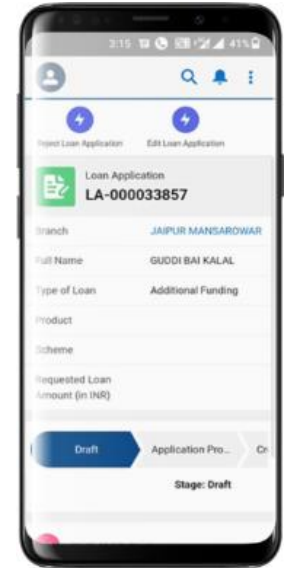 3:15 41%
Reject Loan Application Edit Loan Application
Loan Application
LA-000033857
Branch JAIPUR MANSAROWAR
Full Name GUDDI BAI KALAL
Type of Loan Additional Funding
Product
Scheme
Requested Loan
Amount (in INR)
Draft Application Pro... Cr
Stage: Draft